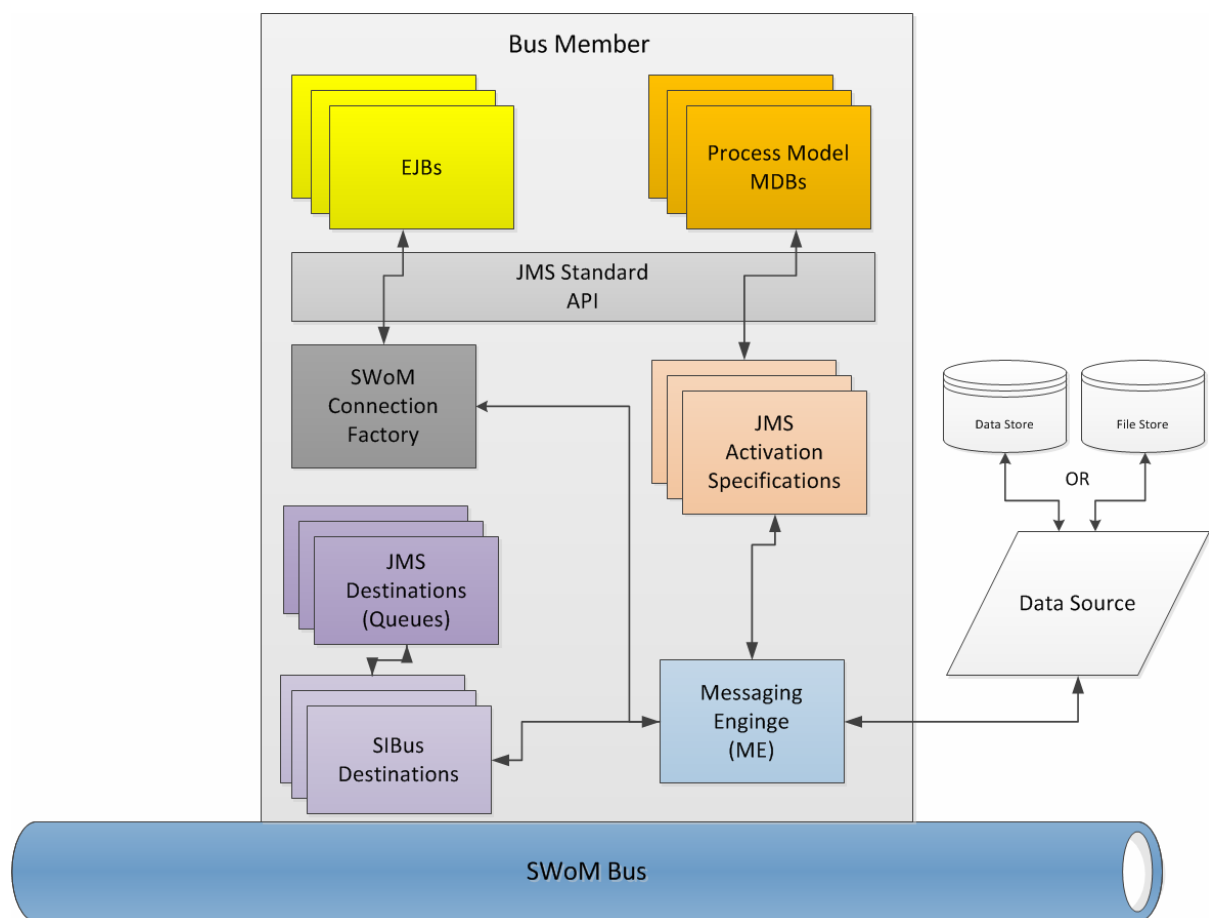 Bus Member
EJBs
Process Model
MDBs
JMS Standard
API
SWoM
Connection
Factory
JMS
Activation
Specifications
Data Store
File Store
OR
JMS
Destinations
(Queues)
Data Source
SIBus
Destinations
Messaging
Enginge
(ME)
SWoM Bus